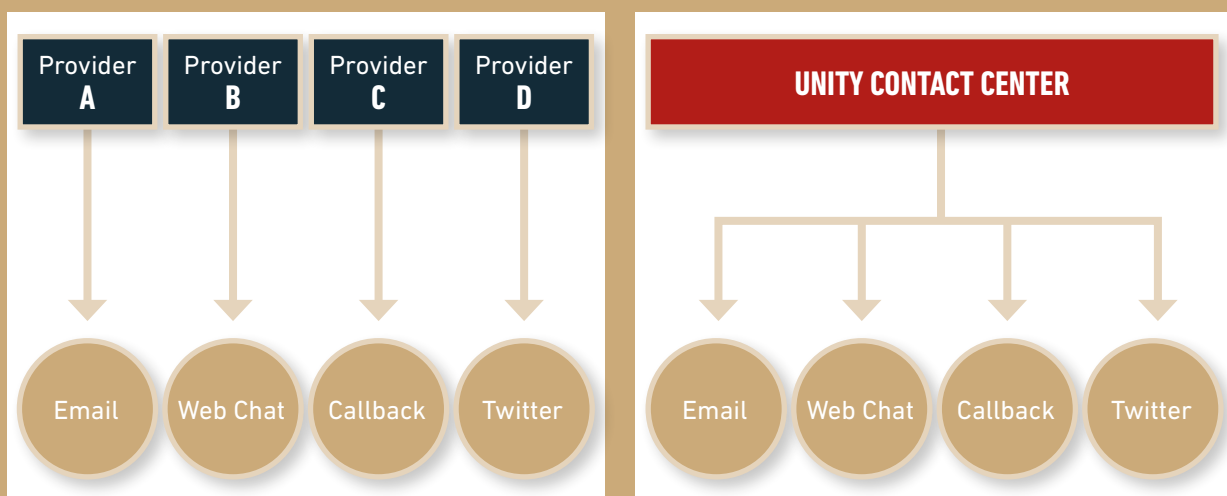 Provider
A
Provider
B
Provider
C
Provider
D
Email
Web Chat
Callback
Twitter
UNITY CONTACT CENTER
Email
Web Chat
Callback
Twitter